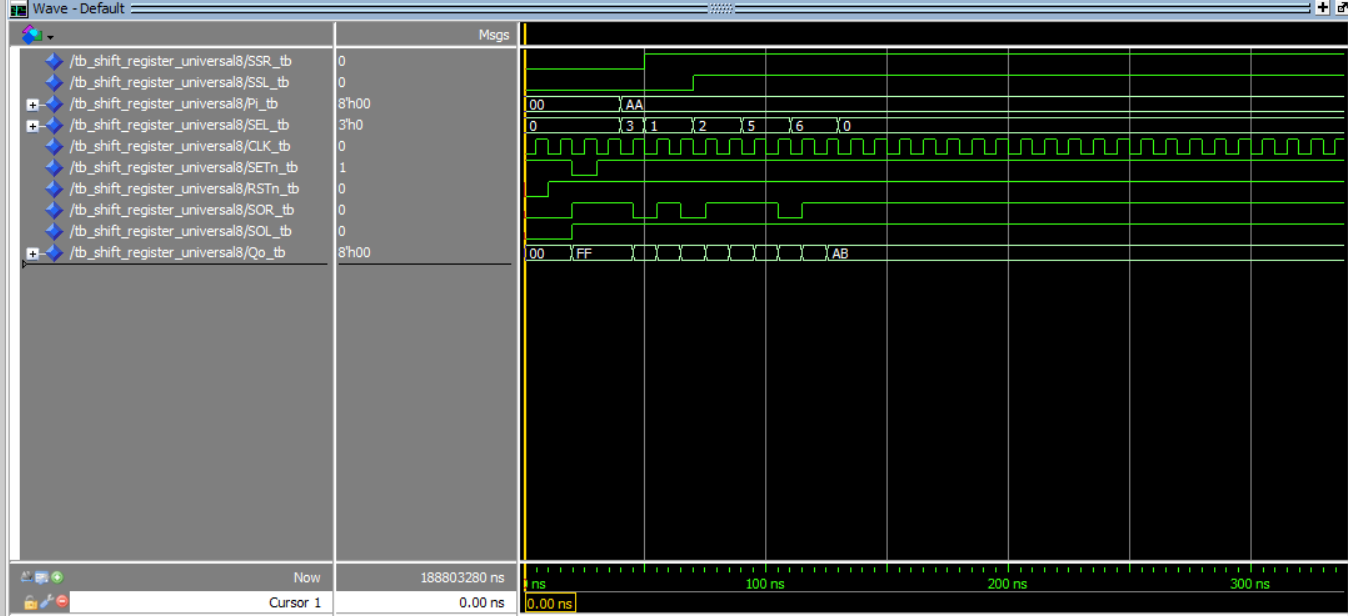 Wave - Default
Msgs
/tb_shift_register_universal8/SSR_tb 0
/tb_shift_register_universal8/SSL_tb 0
/tb_shift_register_universal8/Pi_tb 8'h00 00 AA
/tb_shift_register_universal8/SEL_tb 3'h0 0 3 1 2 5 6 0
/tb_shift_register_universal8/CLK_tb 0
/tb_shift_register_universal8/SETn_tb 1
/tb_shift_register_universal8/RSTn_tb 0
/tb_shift_register_universal8/SOR_tb 0
/tb_shift_register_universal8/SOL_tb 0
/tb_shift_register_universal8/Qo_tb 8'h00 00 FF AB
Now 188803280 ns ns 100 ns 200 ns 300 ns
Cursor 1 0.00 ns 0.00 ns